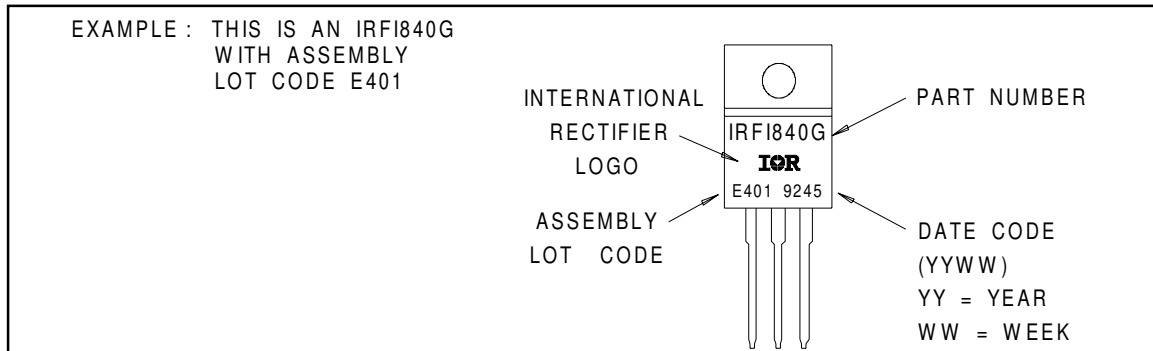 EXAMPLE : THIS IS AN IRFI840G
WITH ASSEMBLY
LOT CODE E401
INTERNATIONAL
RECTIFIER
LOGO
PART NUMBER
IRFI840G
IOR
E401 9245
ASSEMBLY
LOT CODE
DATE CODE
(YYWW)
YY = YEAR
WW = WEEK